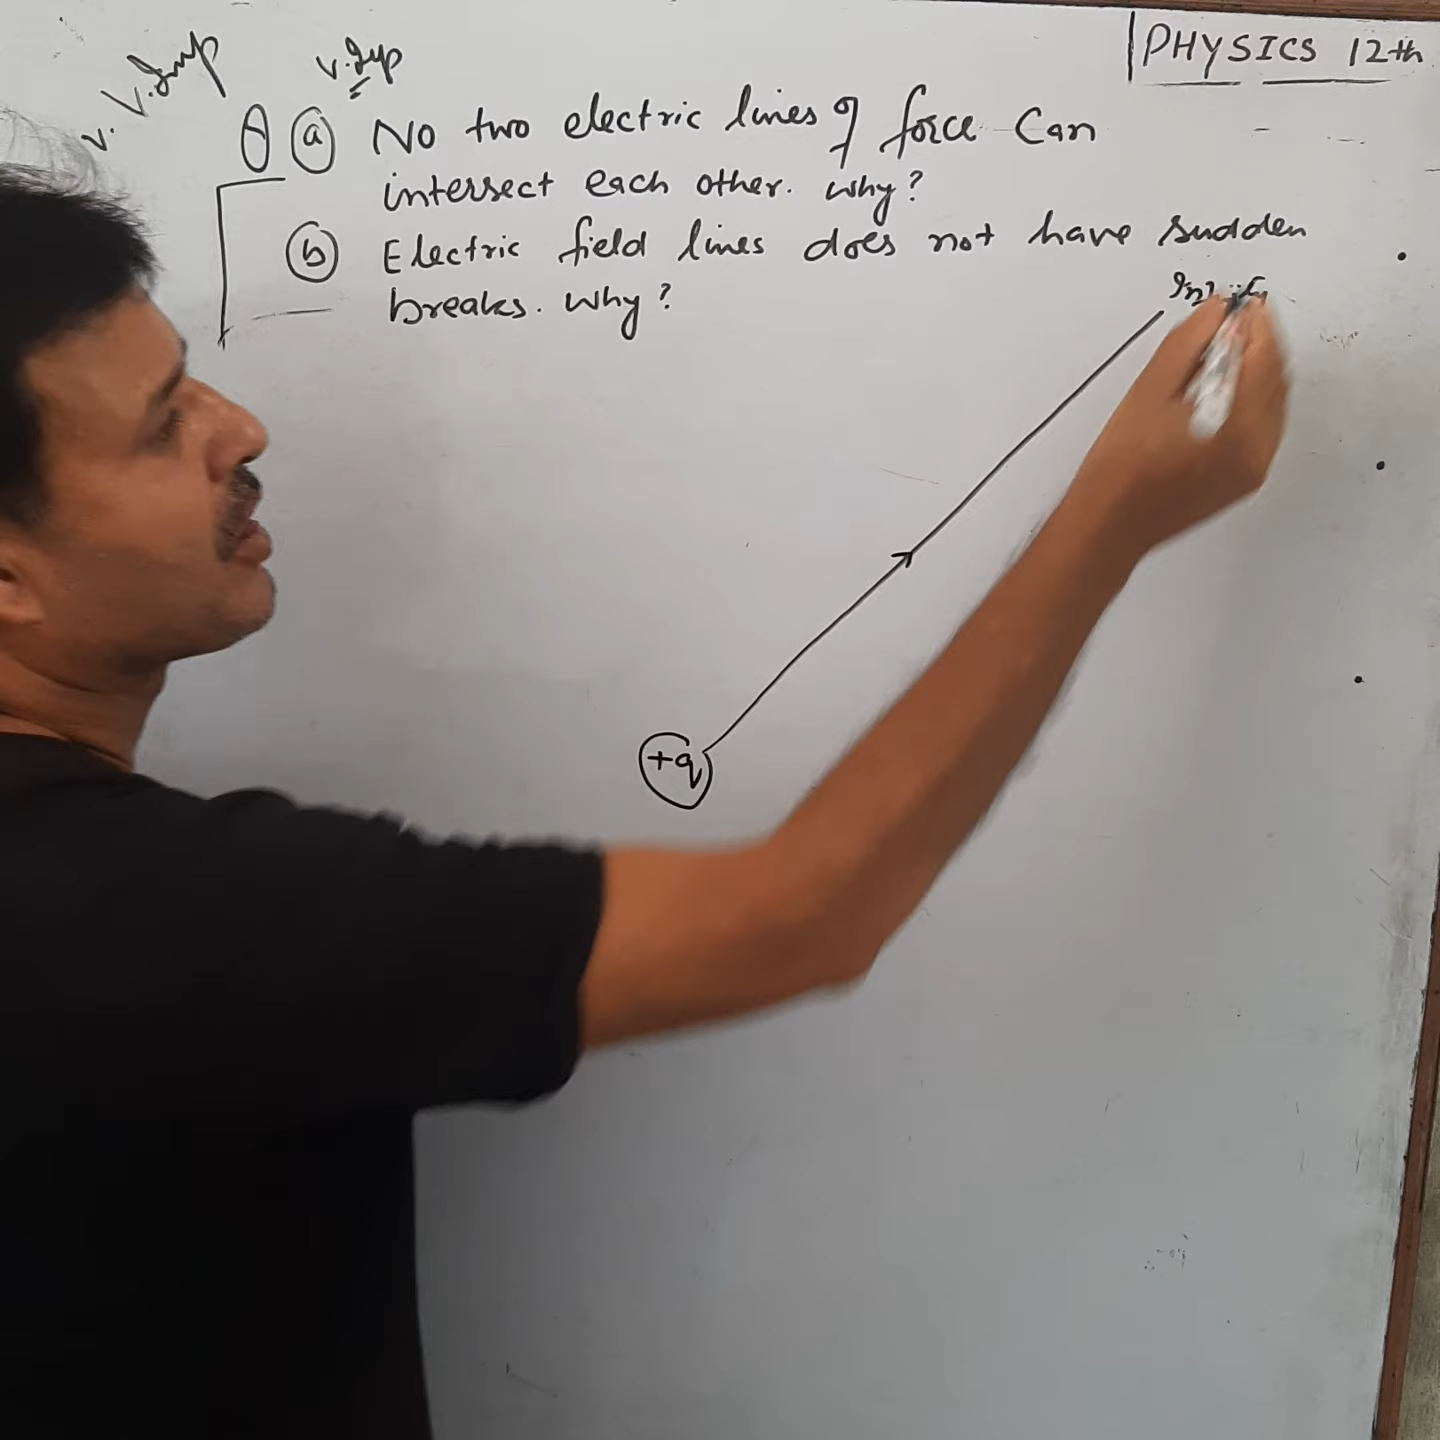 PHYSICS 12th
V. V. Imp
V. Imp
Q (a) No two electric lines of force can
intersect each other. Why?
(b) Electric field lines does not have sudden
breaks. Why?
+q